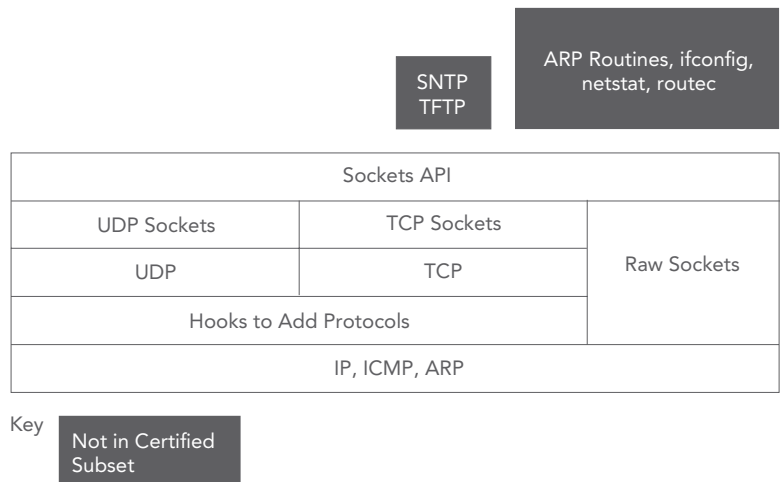 SNTP
TFTP
ARP Routines, ifconfig,
netstat, routec
Sockets API
UDP Sockets
TCP Sockets
Raw Sockets
UDP
TCP
Hooks to Add Protocols
IP, ICMP, ARP
Key
Not in Certified
Subset